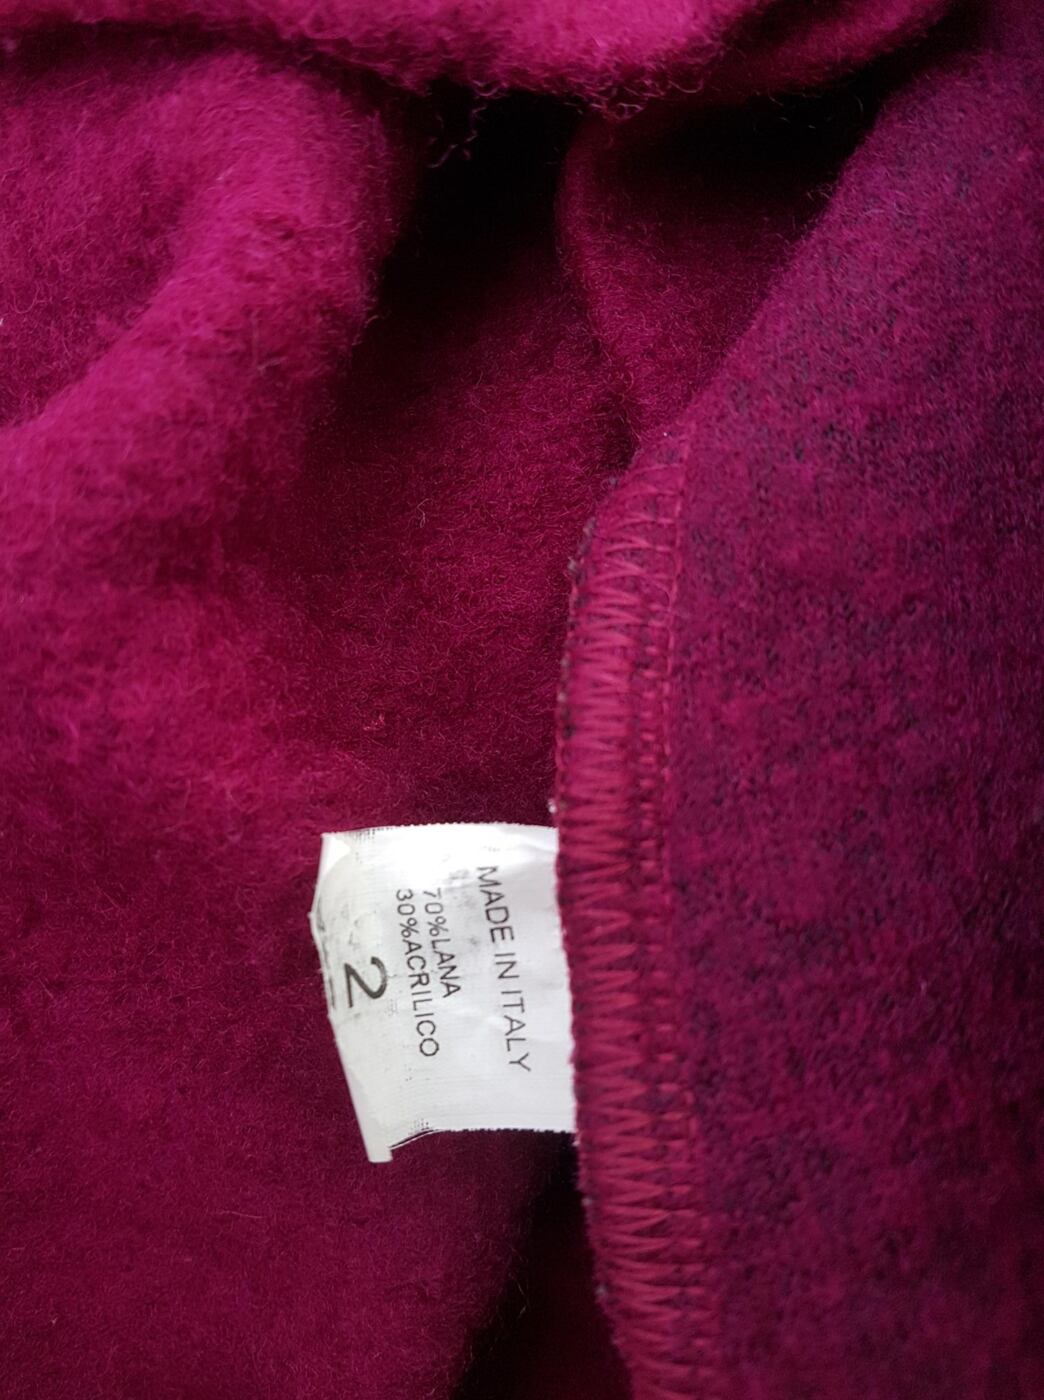 MADE IN ITALY
70%LANA
30%ACRILICO
2